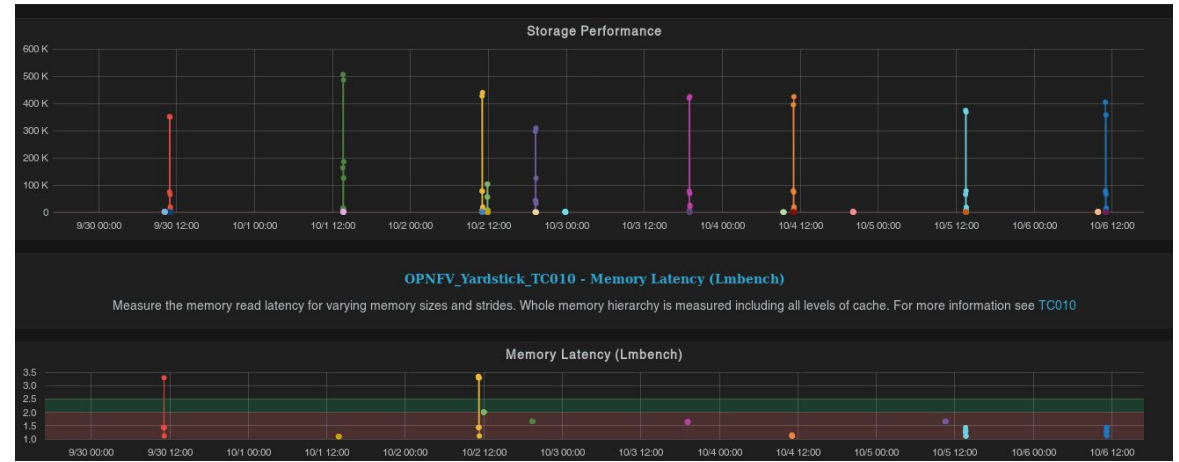 Storage Performance
600 K
500 K
400 K
300 K
200 K
100 K
0
9/30 00:00 9/30 12:00 10/1 00:00 10/1 12:00 10/2 00:00 10/2 12:00 10/3 00:00 10/3 12:00 10/4 00:00 10/4 12:00 10/5 00:00 10/5 12:00 10/6 00:00 10/6 12:00
OPNFV_Yardstick_TC010 - Memory Latency (Lmbench)
Measure the memory read latency for varying memory sizes and strides. Whole memory hierarchy is measured including all levels of cache. For more information see TC010
Memory Latency (Lmbench)
3.5
3.0
2.5
2.0
1.5
1.0
9/30 00:00 9/30 12:00 10/1 00:00 10/1 12:00 10/2 00:00 10/2 12:00 10/3 00:00 10/3 12:00 10/4 00:00 10/4 12:00 10/5 00:00 10/5 12:00 10/6 00:00 10/6 12:00